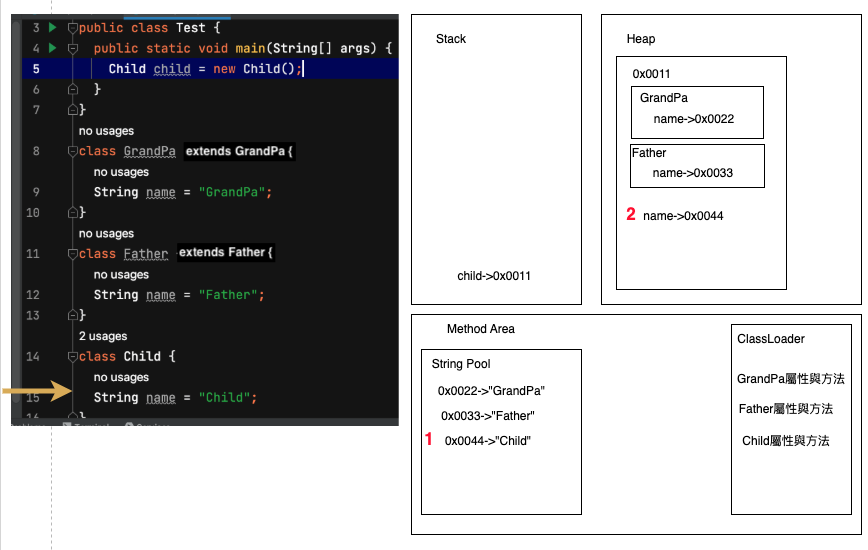 3 public class Test {
4 public static void main(String[] args) {
5 Child child = new Child();
6 }
7 }
no usages
8 class GrandPa extends GrandPa {
no usages
9 String name = "GrandPa";
10 }
no usages
11 class Father extends Father {
no usages
12 String name = "Father";
13 }
2 usages
14 class Child {
no usages
15 String name = "Child";
16 }
Terminal
Stack
child->0x0011
Heap
0x0011
GrandPa
name->0x0022
Father
name->0x0033
2 name->0x0044
Method Area
String Pool
0x0022->"GrandPa"
0x0033->"Father"
1 0x0044->"Child"
ClassLoader
GrandPa屬性與方法
Father屬性與方法
Child屬性與方法